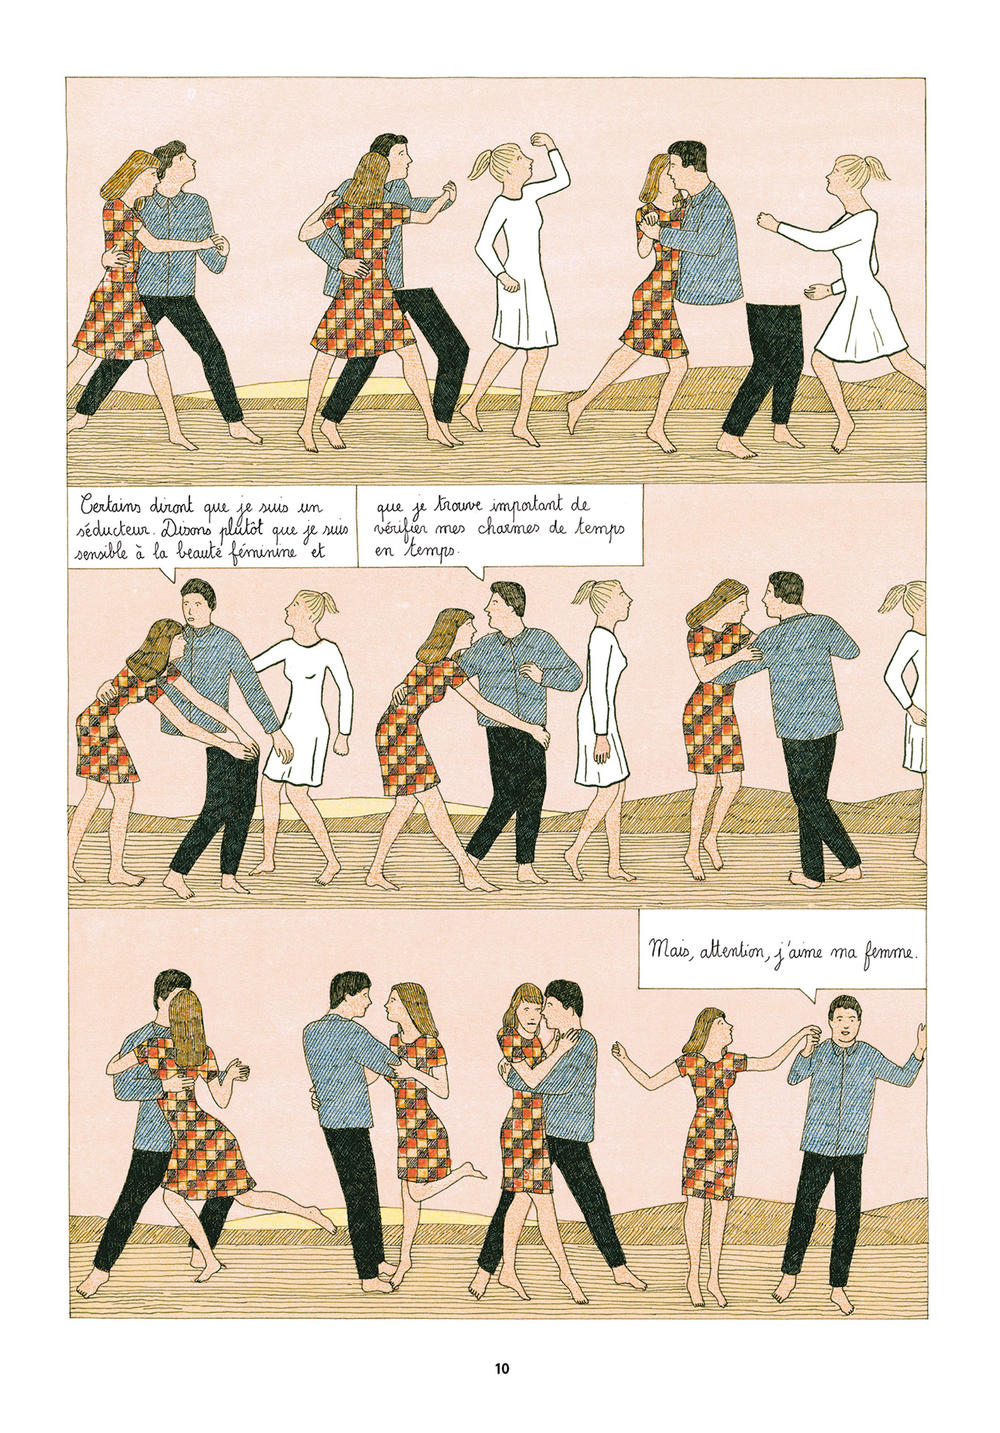 Certains diront que je suis un
séducteur. Disons plutôt que je suis
sensible à la beauté féminine et
que je trouve important de
vérifier mes charmes de temps
en temps.
Mais, attention, j'aime ma femme.
10